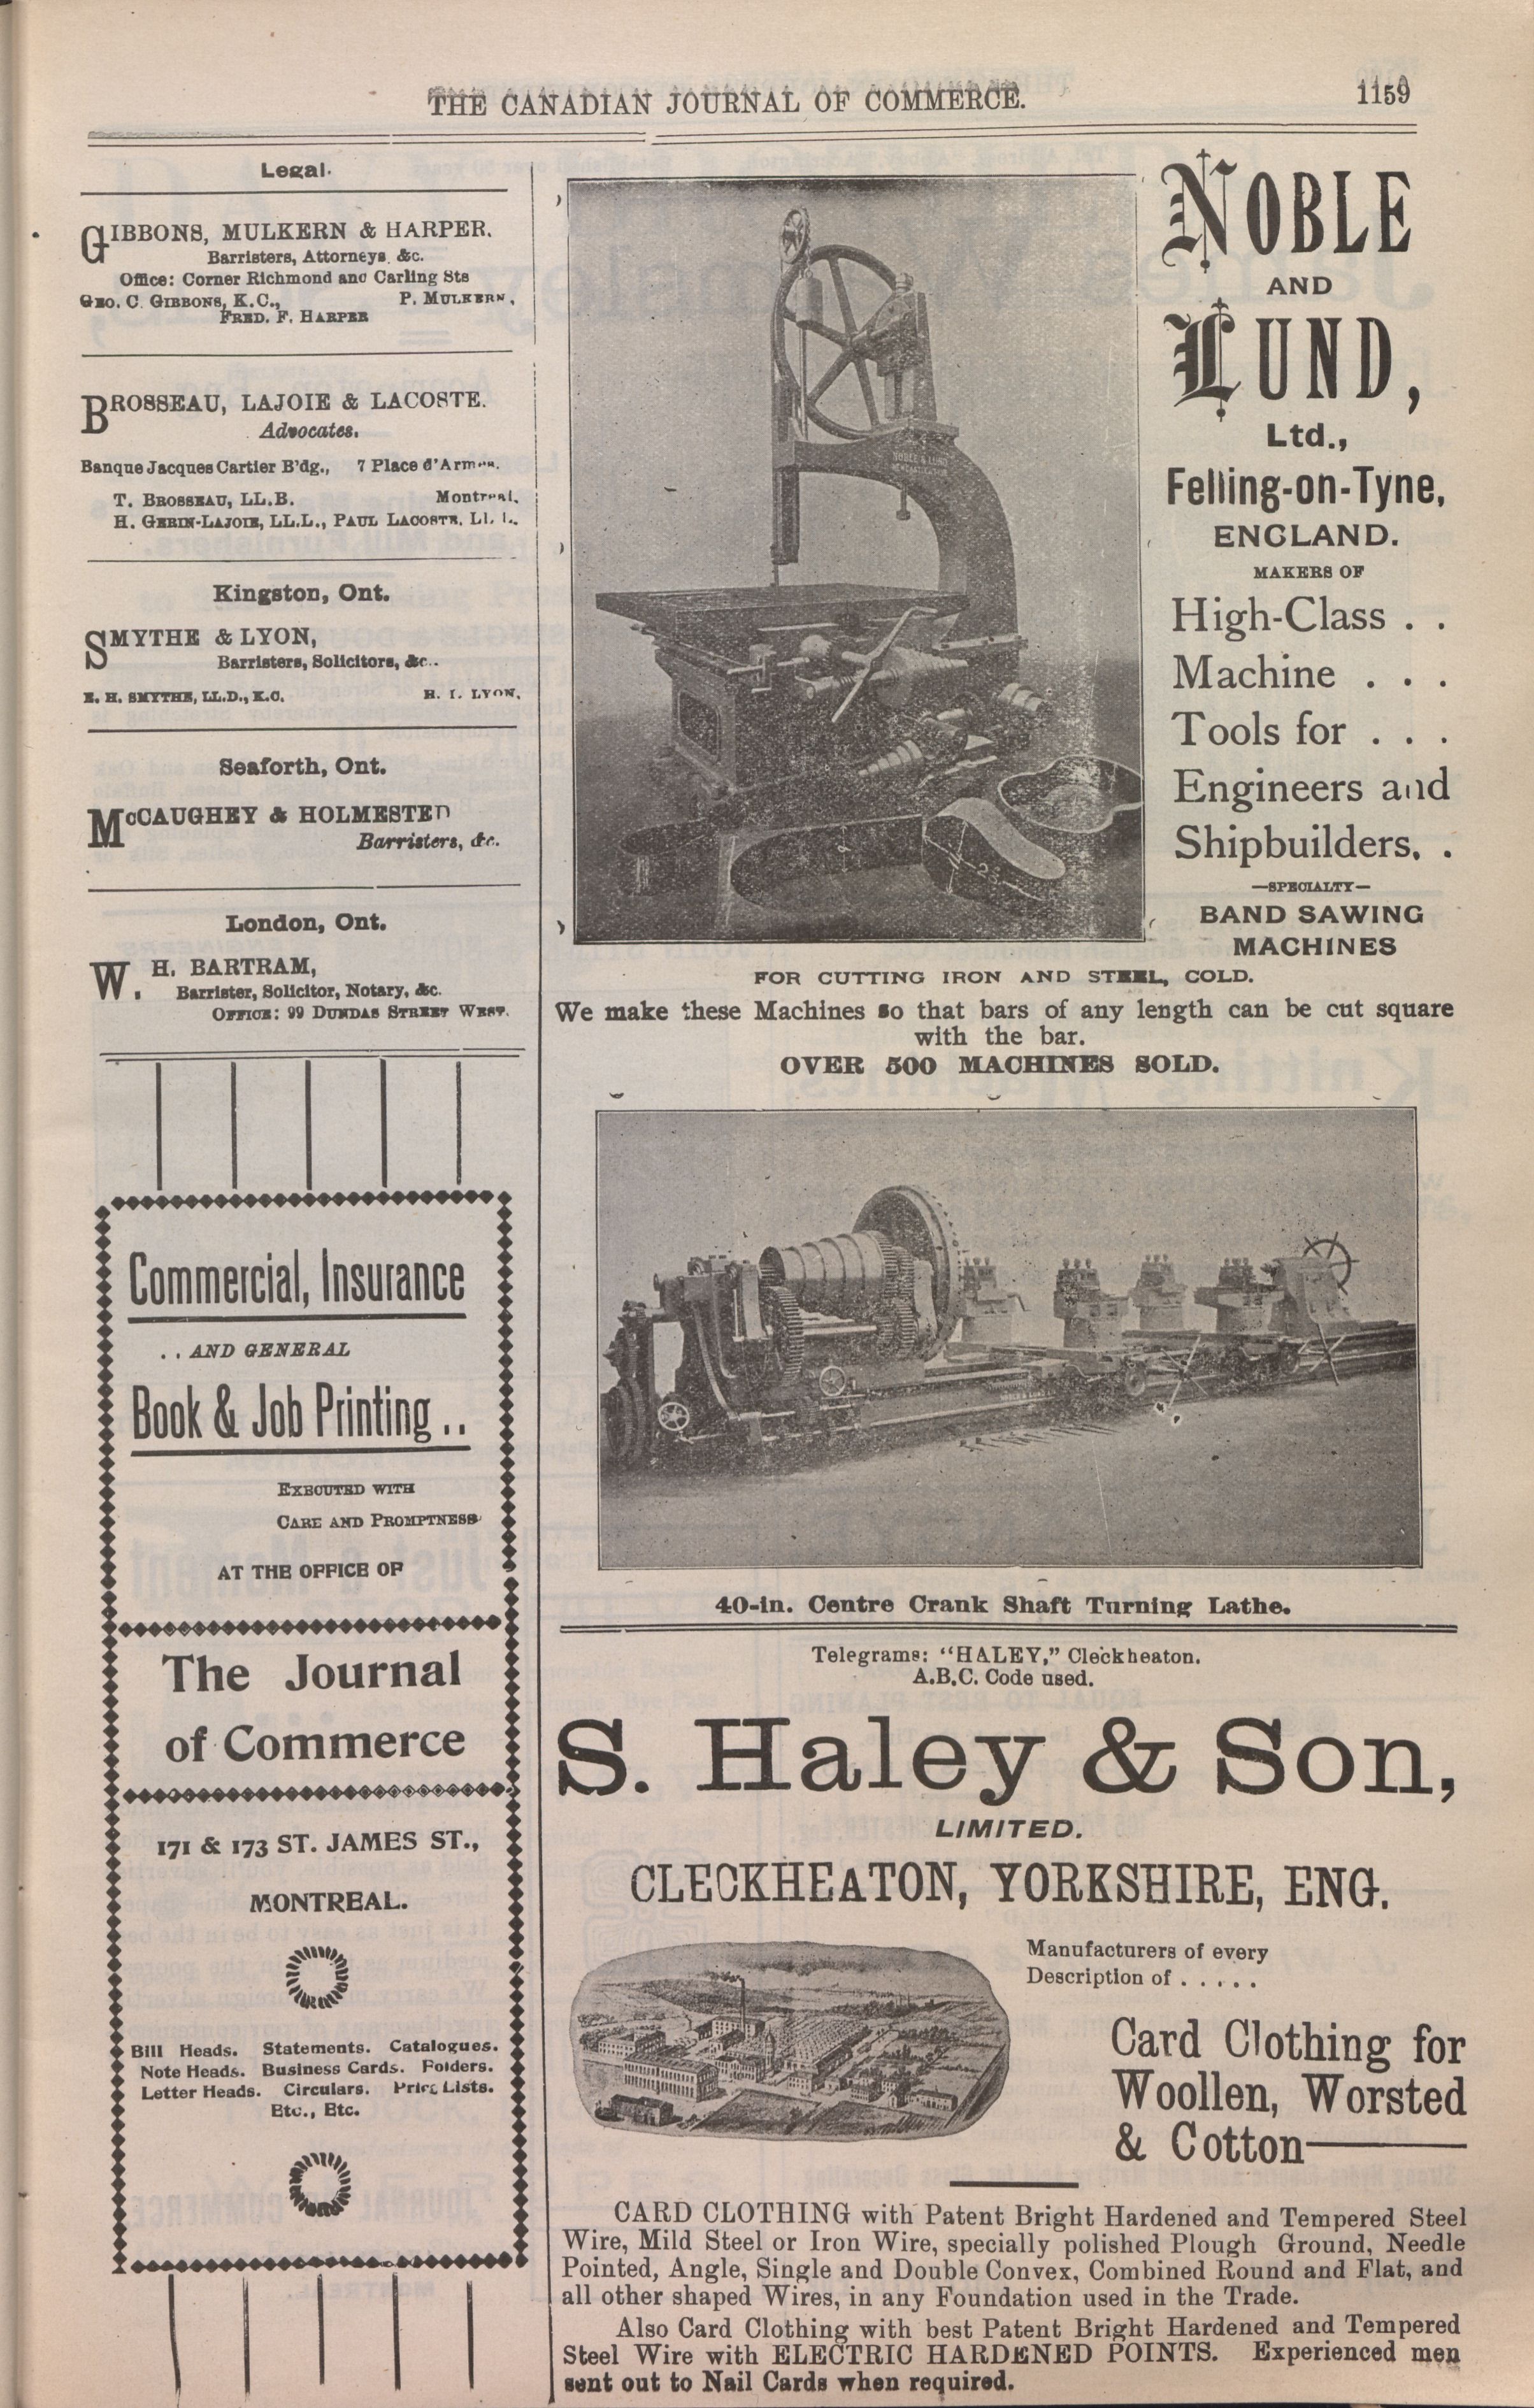 THE CANADIAN JOURNAL OF COMMERCE.
1159
Legal.
GIBBONS, MULKERN & HARPER.
Barristers, Attorneys, &c.
Office: Corner Richmond and Carling Sts
GEO. C. GIBBONS, K.C., P. MULKERN,
FRED. F. HARPER
BROSSEAU, LAJOIE & LACOSTE.
Advocates.
Banque Jacques Cartier B'dg., 7 Place d'Armes.
T. BROSSEAU, LL.B. Montreal.
H. GERIN-LAJOIE, LL.L., PAUL LACOSTE, LL.L.
Kingston, Ont.
SMYTHE & LYON,
Barristers, Solicitors, &c..
E. H. SMYTHE, LL.D., K.C. H. I. LYON,
Seaforth, Ont.
McCAUGHEY & HOLMESTED
Barristers, &c.
London, Ont.
W. H. BARTRAM,
Barrister, Solicitor, Notary, &c.
OFFICE: 99 DUNDAS STREET WEST.
Commercial, Insurance
. . AND GENERAL
Book & Job Printing . .
EXECUTED WITH
CARE AND PROMPTNESS
AT THE OFFICE OF
The Journal
of Commerce
171 & 173 ST. JAMES ST.,
MONTREAL.
Bill Heads. Statements. Catalogues.
Note Heads. Business Cards. Folders.
Letter Heads. Circulars. Price Lists.
Etc., Etc.
NOBLE
AND
LUND,
Ltd.,
Felling-on-Tyne,
ENGLAND.
MAKERS OF
High-Class . .
Machine . . .
Tools for . . .
Engineers and
Shipbuilders. .
—SPECIALTY—
BAND SAWING
MACHINES
NOBLE & LUND
FOR CUTTING IRON AND STEEL, COLD.
We make these Machines so that bars of any length can be cut square
with the bar.
OVER 500 MACHINES SOLD.
40-in. Centre Crank Shaft Turning Lathe.
Telegrams: "HALEY," Cleckheaton.
A.B.C. Code used.
S. Haley & Son,
LIMITED.
CLECKHEATON, YORKSHIRE, ENG.
Manufacturers of every
Description of . . . . .
Card Clothing for
Woollen, Worsted
& Cotton——
CARD CLOTHING with Patent Bright Hardened and Tempered Steel
Wire, Mild Steel or Iron Wire, specially polished Plough Ground, Needle
Pointed, Angle, Single and Double Convex, Combined Round and Flat, and
all other shaped Wires, in any Foundation used in the Trade.
Also Card Clothing with best Patent Bright Hardened and Tempered
Steel Wire with ELECTRIC HARDENED POINTS. Experienced men
sent out to Nail Cards when required.